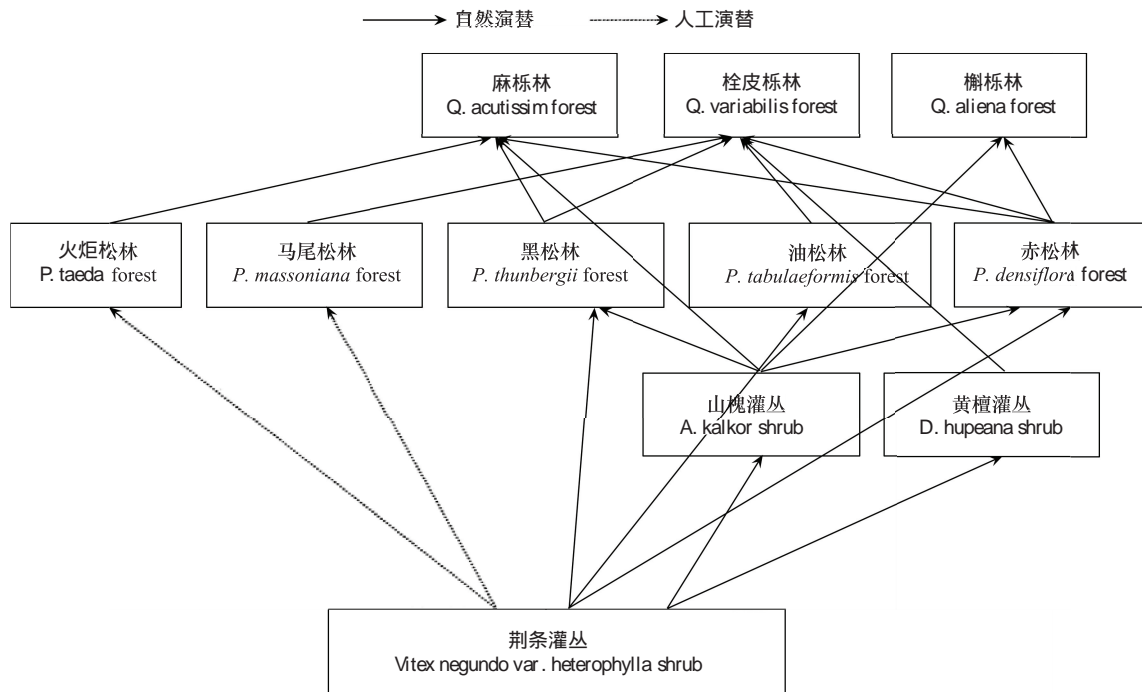 自然演替
人工演替
麻栎林
Q. acutissim forest
栓皮栎林
Q. variabilis forest
槲栎林
Q. aliena forest
火炬松林
P. taeda forest
马尾松林
P. massoniana forest
黑松林
P. thunbergii forest
油松林
P. tabulaeformis forest
赤松林
P. densiflora forest
山槐灌丛
A. kalkor shrub
黄檀灌丛
D. hupeana shrub
荆条灌丛
Vitex negundo var. heterophylla shrub